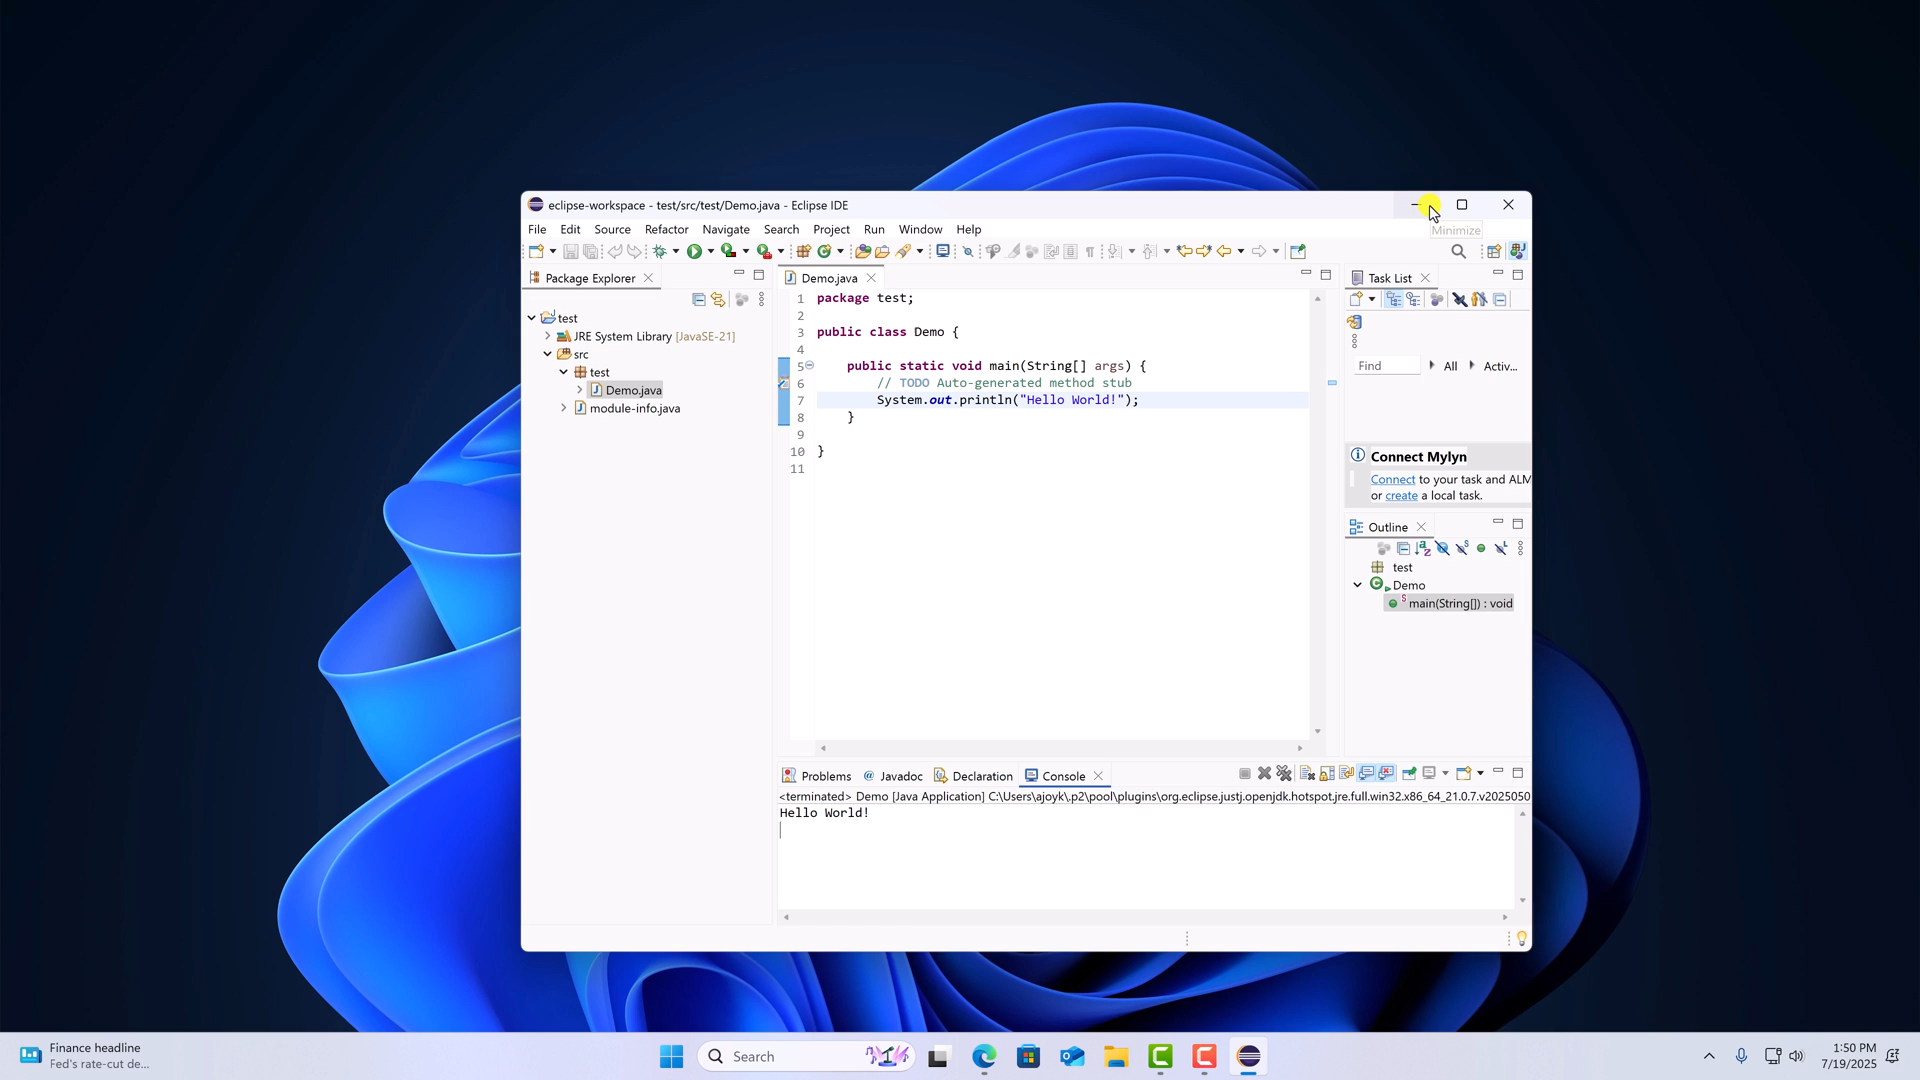 eclipse-workspace - test/src/test/Demo.java - Eclipse IDE
Minimize
File Edit Source Refactor Navigate Search Project Run Window Help
Package Explorer
test
JRE System Library [JavaSE-21]
src
test
Demo.java
module-info.java
Demo.java
1 package test;
2
3 public class Demo {
4
5 public static void main(String[] args) {
6 // TODO Auto-generated method stub
7 System.out.println("Hello World!");
8 }
9
10 }
11
Task List
Find All Activ...
Connect Mylyn
Connect to your task and ALM
or create a local task.
Outline
test
Demo
main(String[]) : void
Problems Javadoc Declaration Console
<terminated> Demo [Java Application] C:\Users\ajoyk\.p2\pool\plugins\org.eclipse.justj.openjdk.hotspot.jre.full.win32.x86_64_21.0.7.v2025050
Hello World!
Finance headline
Fed's rate-cut de...
Search
1:50 PM
7/19/2025